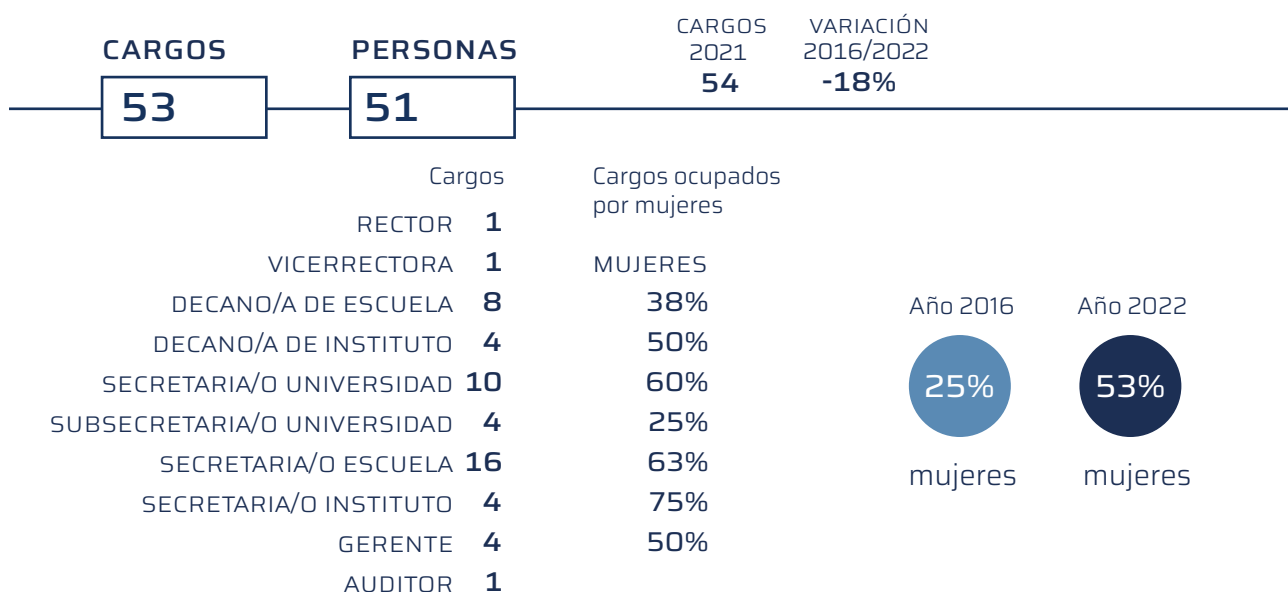 CARGOS
53
PERSONAS
51
CARGOS
2021
54
VARIACIÓN
2016/2022
-18%
Cargos
Cargos ocupados
por mujeres
RECTOR 1
VICERRECTORA 1 MUJERES
DECANO/A DE ESCUELA 8 38%
DECANO/A DE INSTITUTO 4 50%
SECRETARIA/O UNIVERSIDAD 10 60%
SUBSECRETARIA/O UNIVERSIDAD 4 25%
SECRETARIA/O ESCUELA 16 63%
SECRETARIA/O INSTITUTO 4 75%
GERENTE 4 50%
AUDITOR 1
Año 2016
25%
mujeres
Año 2022
53%
mujeres